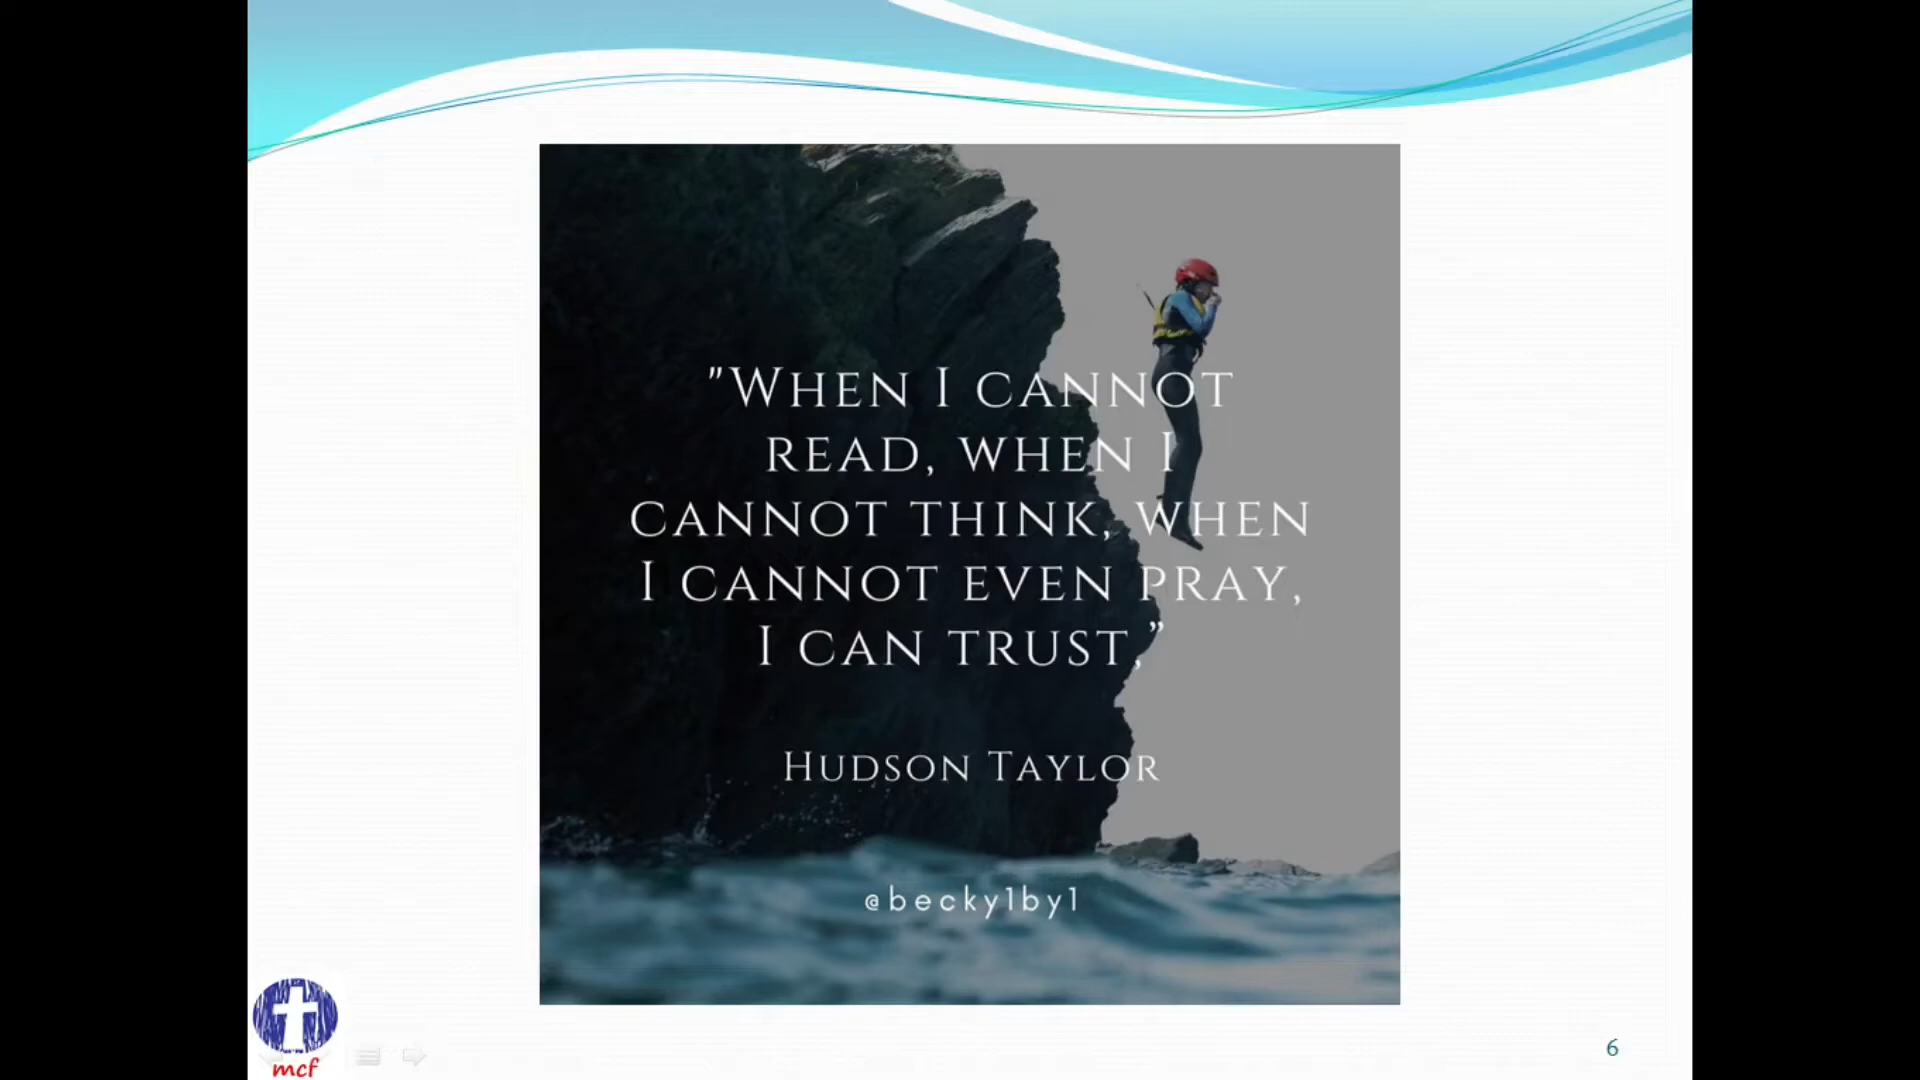 "When I cannot
read, when I
cannot think, when
I cannot even pray,
I can trust,”
Hudson Taylor
@becky1by1
mcf
6